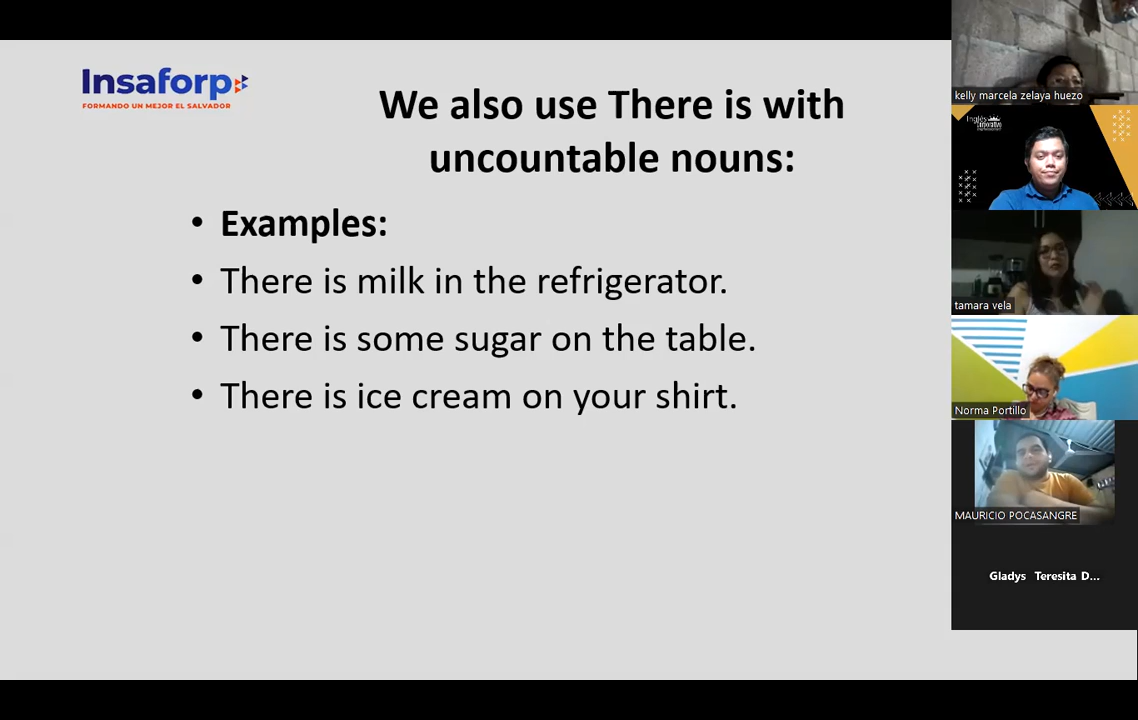 Insaforp
FORMANDO UN MEJOR EL SALVADOR
We also use There is with
uncountable nouns:
• Examples:
• There is milk in the refrigerator.
• There is some sugar on the table.
• There is ice cream on your shirt.
kelly marcela zelaya huezo
Inglés
tamara vela
Norma Portillo
MAURICIO POCASANGRE
Gladys Teresita D...